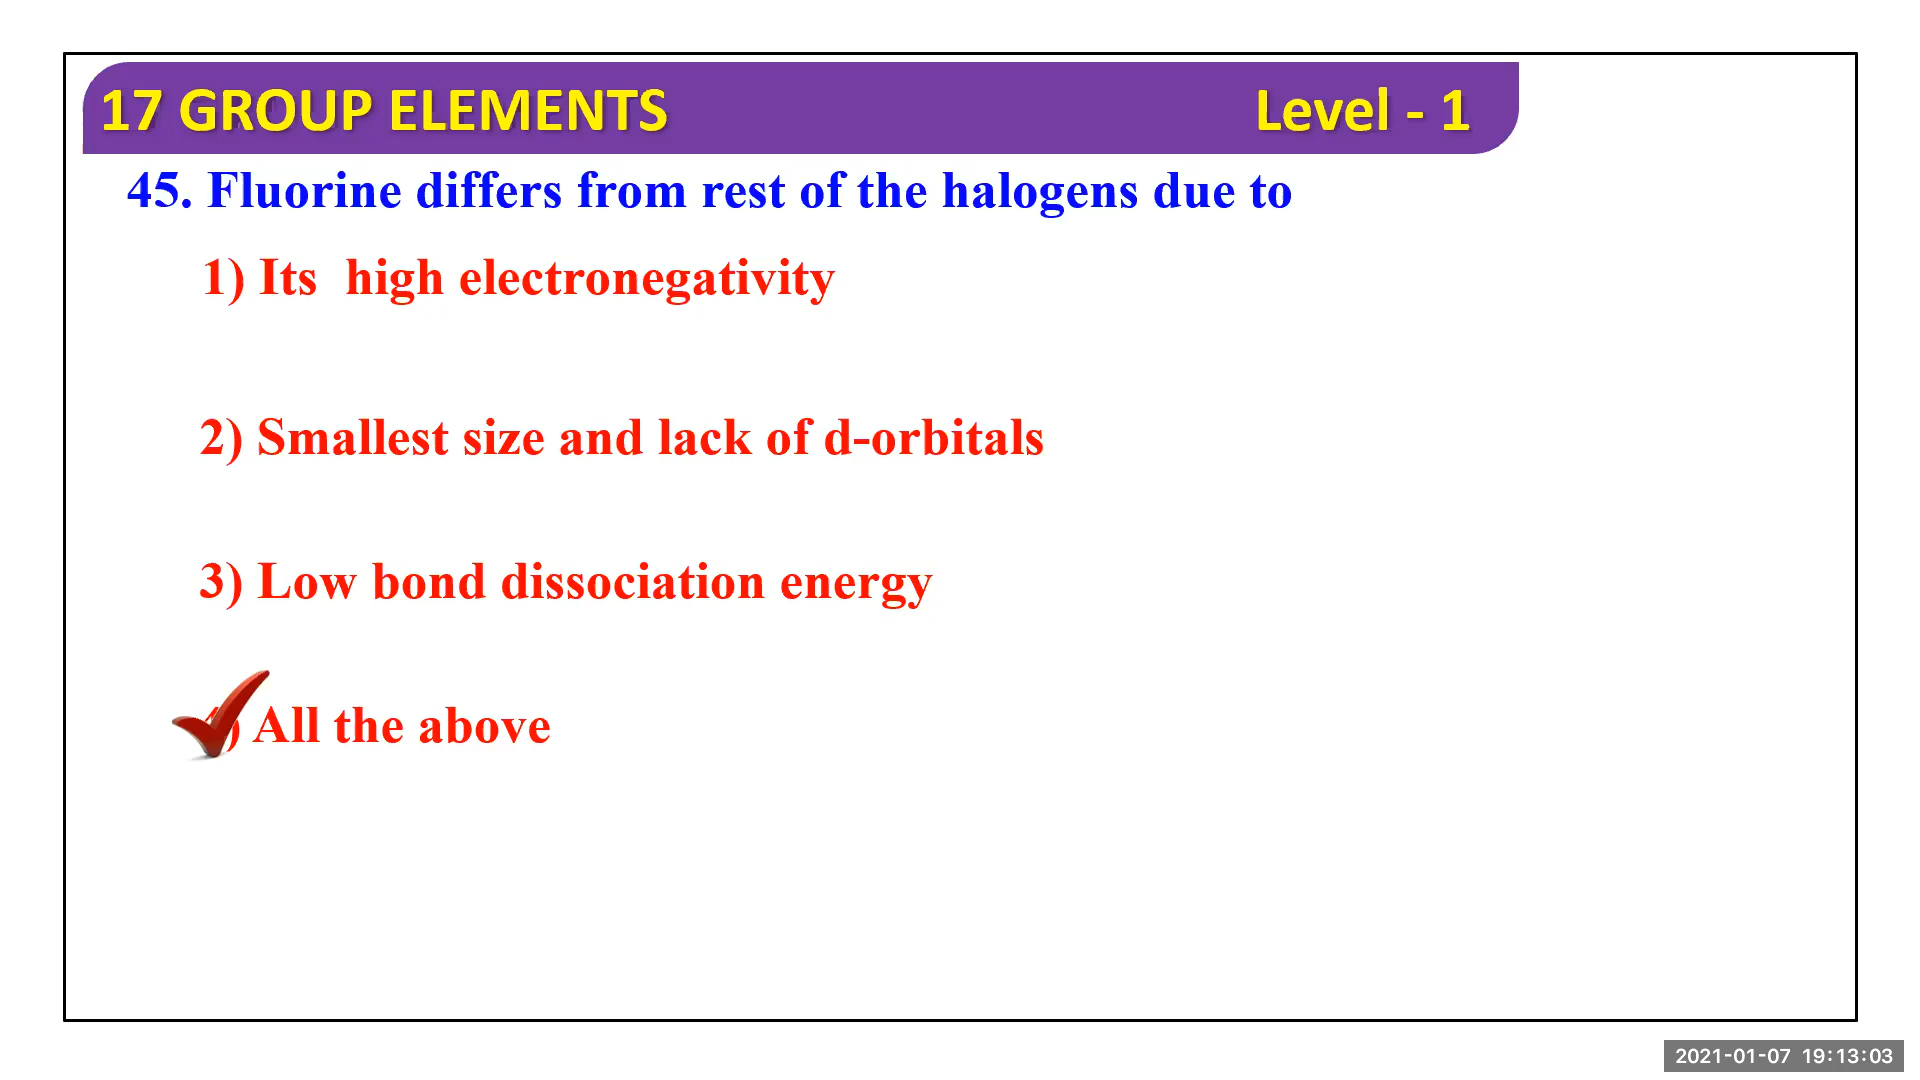 17 GROUP ELEMENTS Level - 1
45. Fluorine differs from rest of the halogens due to
1) Its high electronegativity
2) Smallest size and lack of d-orbitals
3) Low bond dissociation energy
) All the above
2021-01-07 19:13:03